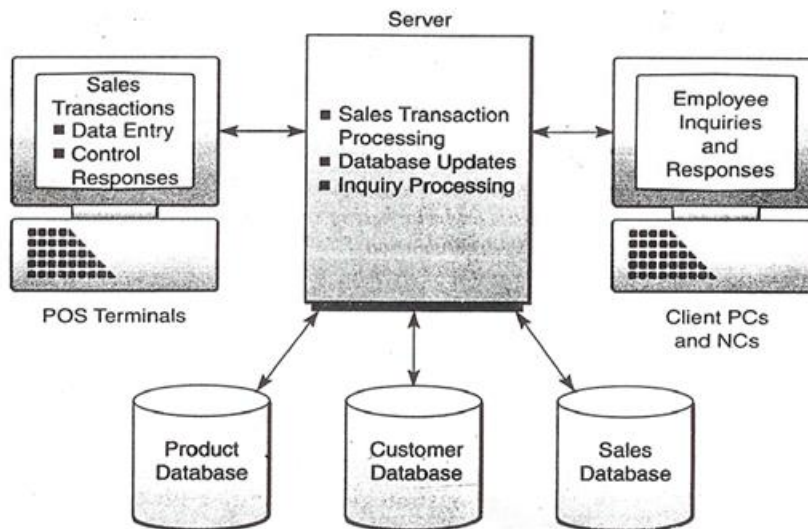 Server
Sales
Transactions
■ Data Entry
■ Control
Responses
■ Sales Transaction
Processing
■ Database Updates
■ Inquiry Processing
Employee
Inquiries
and
Responses
POS Terminals
Client PCs
and NCs
Product
Database
Customer
Database
Sales
Database